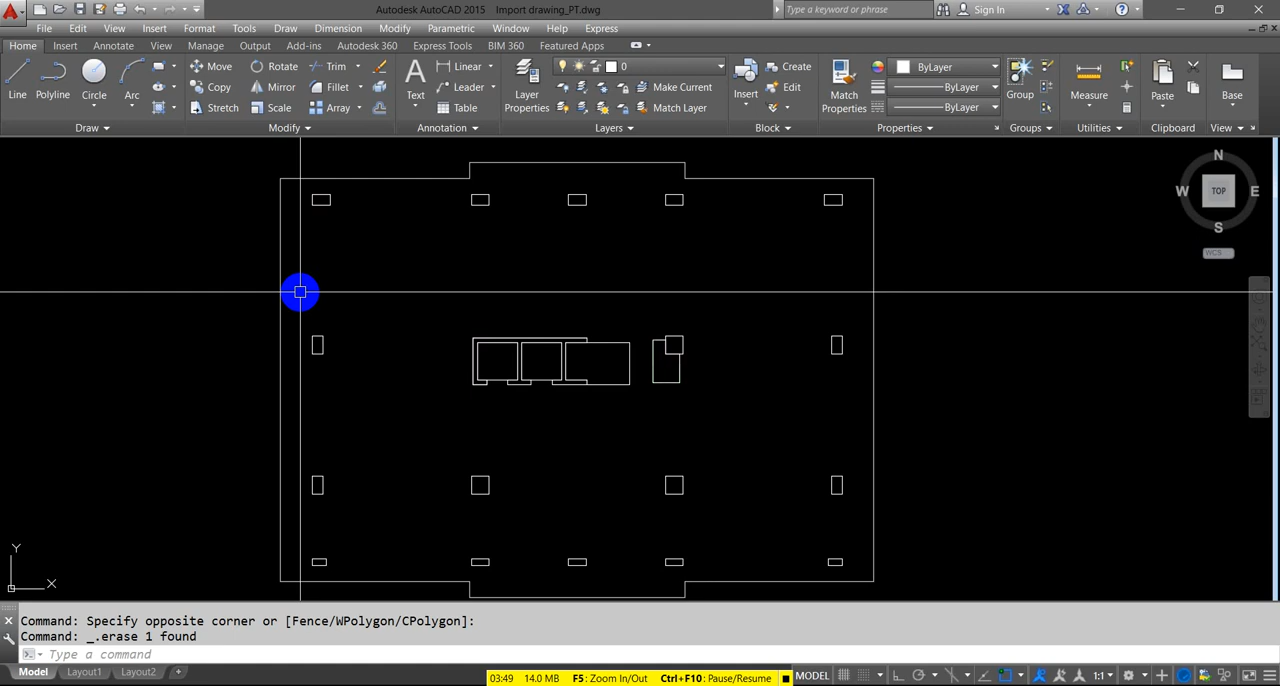 Autodesk AutoCAD 2015 Import drawing_PT.dwg
Type a keyword or phrase
Sign In
File Edit View Insert Format Tools Draw Dimension Modify Parametric Window Help Express
Home Insert Annotate Parametric View Manage Output Add-ins Autodesk 360 Express Tools BIM 360 Featured Apps
Line
Polyline
Circle
Arc
Draw
Move
Rotate
Trim
Copy
Mirror
Fillet
Stretch
Scale
Array
Modify
Text
Linear
Leader
Table
Annotation
Layer
Properties
0
Make Current
Match Layer
Layers
Insert
Create
Edit
Block
Match
Properties
ByLayer
ByLayer
ByLayer
Properties
Group
Groups
Measure
Utilities
Paste
Clipboard
Base
View
N
W
TOP
E
S
WCS
Y
X
Command: Specify opposite corner or [Fence/WPolygon/CPolygon]:
Command: _.erase 1 found
Type a command
Model Layout1 Layout2 +
03:49 14.0 MB F5: Zoom In/Out Ctrl+F10: Pause/Resume
MODEL
1:1